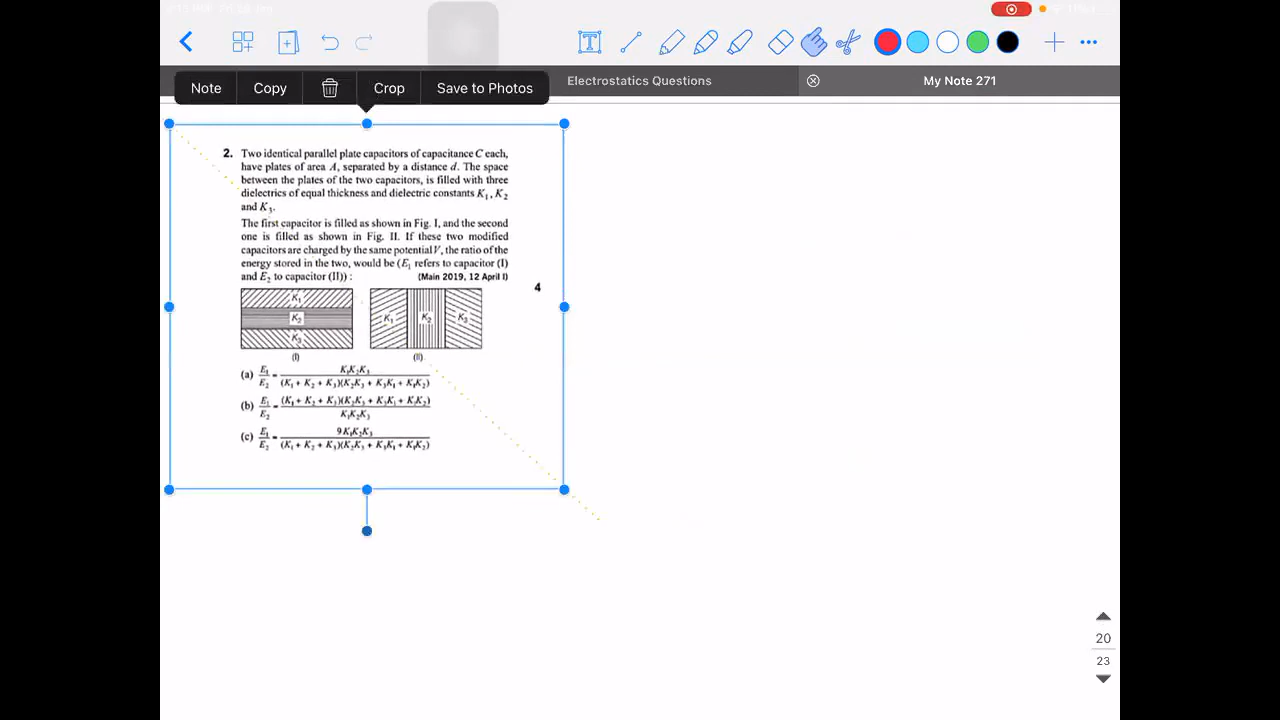 Note Copy Crop Save to Photos
Electrostatics Questions
My Note 271
2. Two identical parallel plate capacitors of capacitance C each,
have plates of area A, separated by a distance d. The space
between the plates of the two capacitors, is filled with three
dielectrics of equal thickness and dielectric constants K₁, K₂
and K₃.
The first capacitor is filled as shown in Fig. I, and the second
one is filled as shown in Fig. II. If these two modified
capacitors are charged by the same potential V, the ratio of the
energy stored in the two, would be (E₁ refers to capacitor (I)
and E₂ to capacitor (II)) :
(Main 2019, 12 April I)
4
K₁
K₂
K₃
K₁ K₂ K₃
(I) (II)
(a) E₁/E₂ = K₁K₂K₃/(K₁ + K₂ + K₃)(K₂K₃ + K₃K₁ + K₁K₂)
(b) E₁/E₂ = (K₁ + K₂ + K₃)(K₂K₃ + K₃K₁ + K₁K₂)/K₁K₂K₃
(c) E₁/E₂ = 9K₁K₂K₃/(K₁ + K₂ + K₃)(K₂K₃ + K₃K₁ + K₁K₂)
20
23